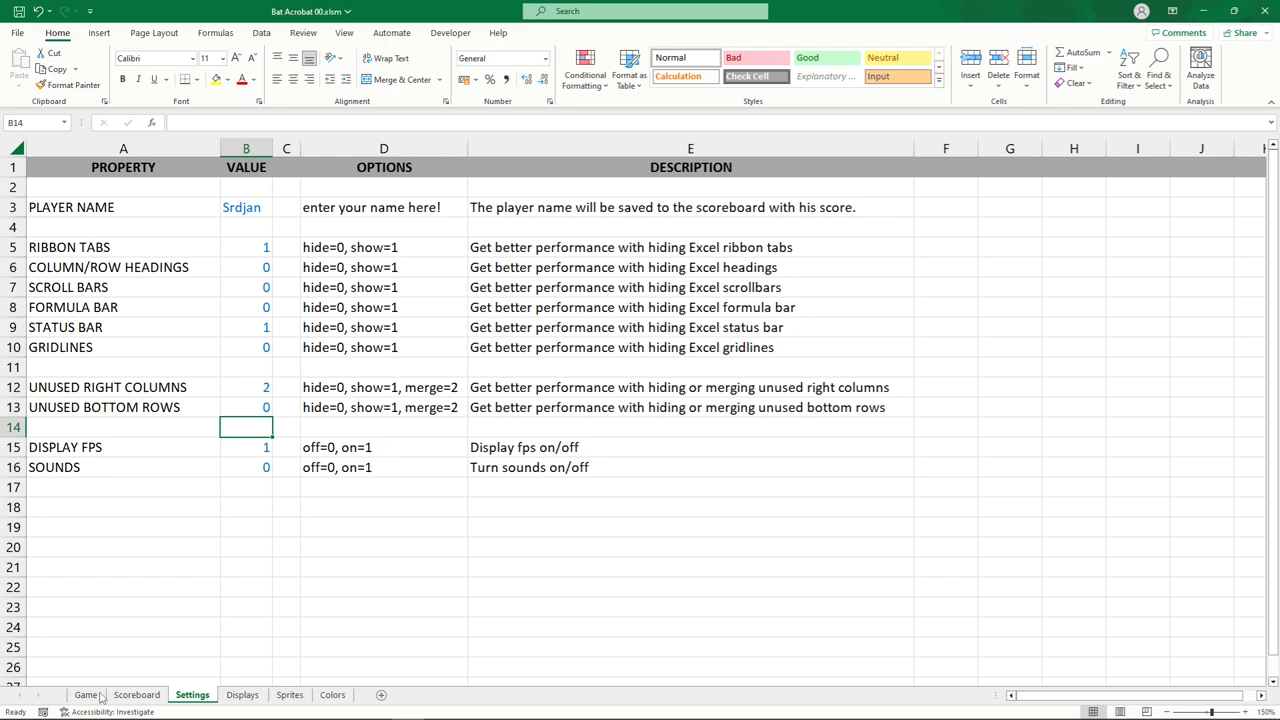 Bat Acrobat 00.xlsm
Search
File Home Insert Page Layout Formulas Data Review View Automate Developer Help
Comments Share
Paste
Cut
Copy
Format Painter
Clipboard
Calibri 11
B I U
Font
Wrap Text
Merge & Center
Alignment
General
Number
Conditional Formatting
Format as Table
Normal Bad Good Neutral
Calculation Check Cell Explanatory ... Input
Styles
Insert Delete Format
Cells
AutoSum
Fill
Clear
Sort & Filter
Find & Select
Editing
Analyze Data
Analysis
B14
fx
A B C D E F G H I J
1 PROPERTY VALUE OPTIONS DESCRIPTION
2
3 PLAYER NAME Srdjan enter your name here! The player name will be saved to the scoreboard with his score.
4
5 RIBBON TABS 1 hide=0, show=1 Get better performance with hiding Excel ribbon tabs
6 COLUMN/ROW HEADINGS 0 hide=0, show=1 Get better performance with hiding Excel headings
7 SCROLL BARS 0 hide=0, show=1 Get better performance with hiding Excel scrollbars
8 FORMULA BAR 0 hide=0, show=1 Get better performance with hiding Excel formula bar
9 STATUS BAR 1 hide=0, show=1 Get better performance with hiding Excel status bar
10 GRIDLINES 0 hide=0, show=1 Get better performance with hiding Excel gridlines
11
12 UNUSED RIGHT COLUMNS 2 hide=0, show=1, merge=2 Get better performance with hiding or merging unused right columns
13 UNUSED BOTTOM ROWS 0 hide=0, show=1, merge=2 Get better performance with hiding or merging unused bottom rows
14
15 DISPLAY FPS 1 off=0, on=1 Display fps on/off
16 SOUNDS 0 off=0, on=1 Turn sounds on/off
17
18
19
20
21
22
23
24
25
26
Game Scoreboard Settings Displays Sprites Colors
Ready Accessibility: Investigate 150%